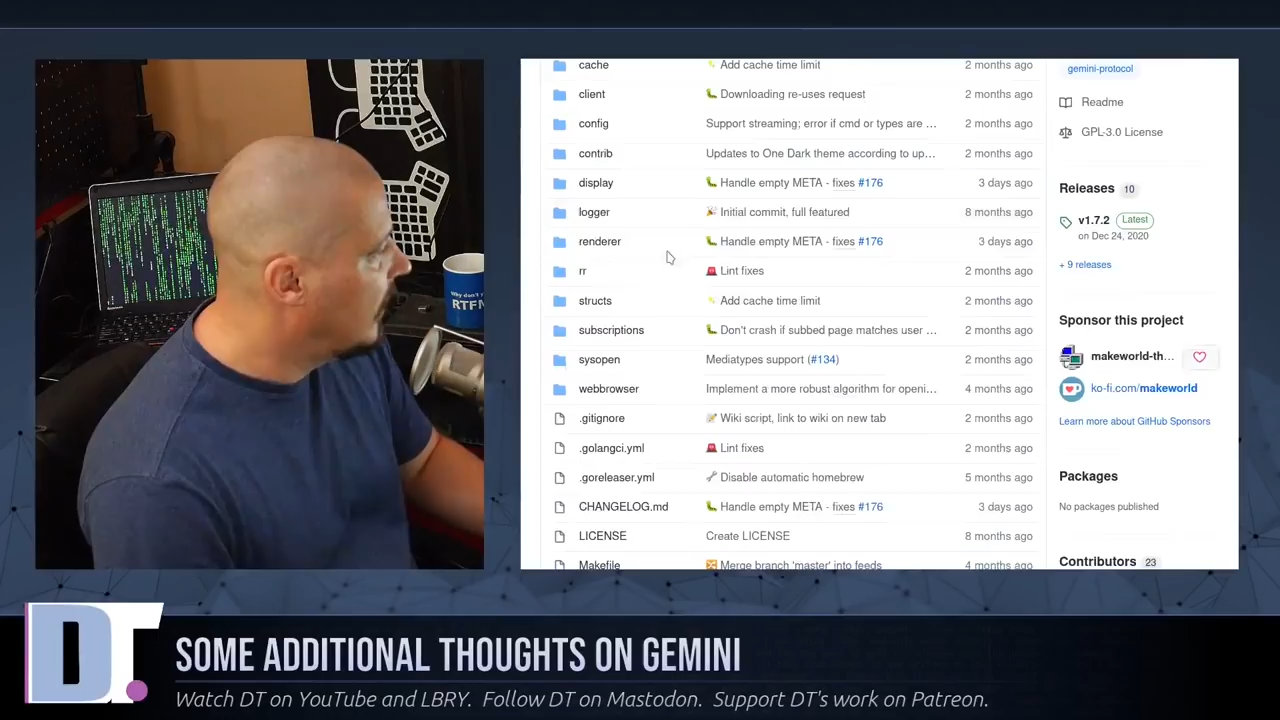 Why don't y
RTFM
cache Add cache time limit 2 months ago
client Downloading re-uses request 2 months ago
config Support streaming; error if cmd or types are … 2 months ago
contrib Updates to One Dark theme according to up… 2 months ago
display Handle empty META - fixes #176 3 days ago
logger Initial commit, full featured 8 months ago
renderer Handle empty META - fixes #176 3 days ago
rr Lint fixes 2 months ago
structs Add cache time limit 2 months ago
subscriptions Don't crash if subbed page matches user … 2 months ago
sysopen Mediatypes support (#134) 2 months ago
webbrowser Implement a more robust algorithm for openi… 4 months ago
.gitignore Wiki script, link to wiki on new tab 2 months ago
.golangci.yml Lint fixes 2 months ago
.goreleaser.yml Disable automatic homebrew 5 months ago
CHANGELOG.md Handle empty META - fixes #176 3 days ago
LICENSE Create LICENSE 8 months ago
Makefile Merge branch 'master' into feeds 4 months ago
gemini-protocol
Readme
GPL-3.0 License
Releases 10
v1.7.2 Latest
on Dec 24, 2020
+ 9 releases
Sponsor this project
makeworld-th…
ko-fi.com/makeworld
Learn more about GitHub Sponsors
Packages
No packages published
Contributors 23
DT.
SOME ADDITIONAL THOUGHTS ON GEMINI
Watch DT on YouTube and LBRY. Follow DT on Mastodon. Support DT's work on Patreon.